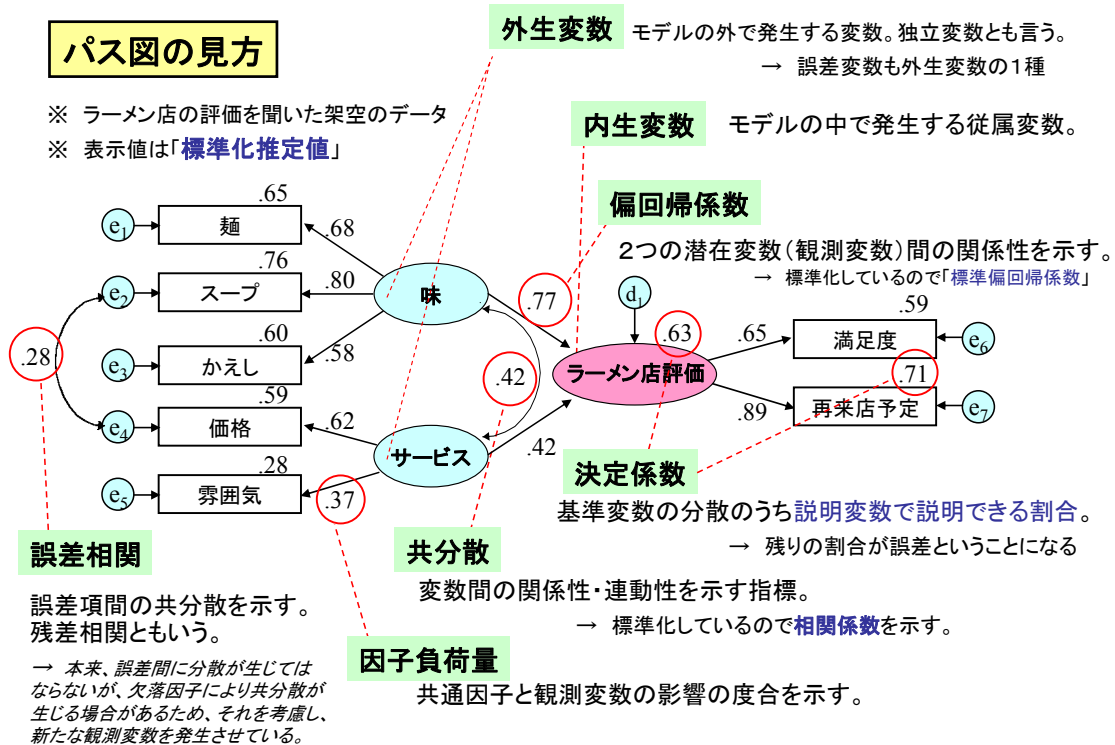 パス図の見方
※ ラーメン店の評価を聞いた架空のデータ
※ 表示値は「標準化推定値」
外生変数 モデルの外で発生する変数。独立変数とも言う。
→ 誤差変数も外生変数の１種
内生変数 モデルの中で発生する従属変数。
偏回帰係数
２つの潜在変数（観測変数）間の関係性を示す。
→ 標準化しているので「標準偏回帰係数」
.65
e1 麺 .68
.76
e2 スープ .80
.60
e3 かえし .58
.59
e4 価格 .62
.28
e5 雰囲気 .37
.28
味
サービス
.77
.42
.42
d1
.63
ラーメン店評価
.65
.59
満足度 e6
.89
.71
再来店予定 e7
決定係数
基準変数の分散のうち説明変数で説明できる割合。
→ 残りの割合が誤差ということになる
共分散
変数間の関係性・連動性を示す指標。
→ 標準化しているので相関係数を示す。
誤差相関
誤差項間の共分散を示す。
残差相関ともいう。
→ 本来、誤差間に分散が生じては
ならないが、欠落因子により共分散が
生じる場合があるため、それを考慮し、
新たな観測変数を発生させている。
因子負荷量
共通因子と観測変数の影響の度合を示す。